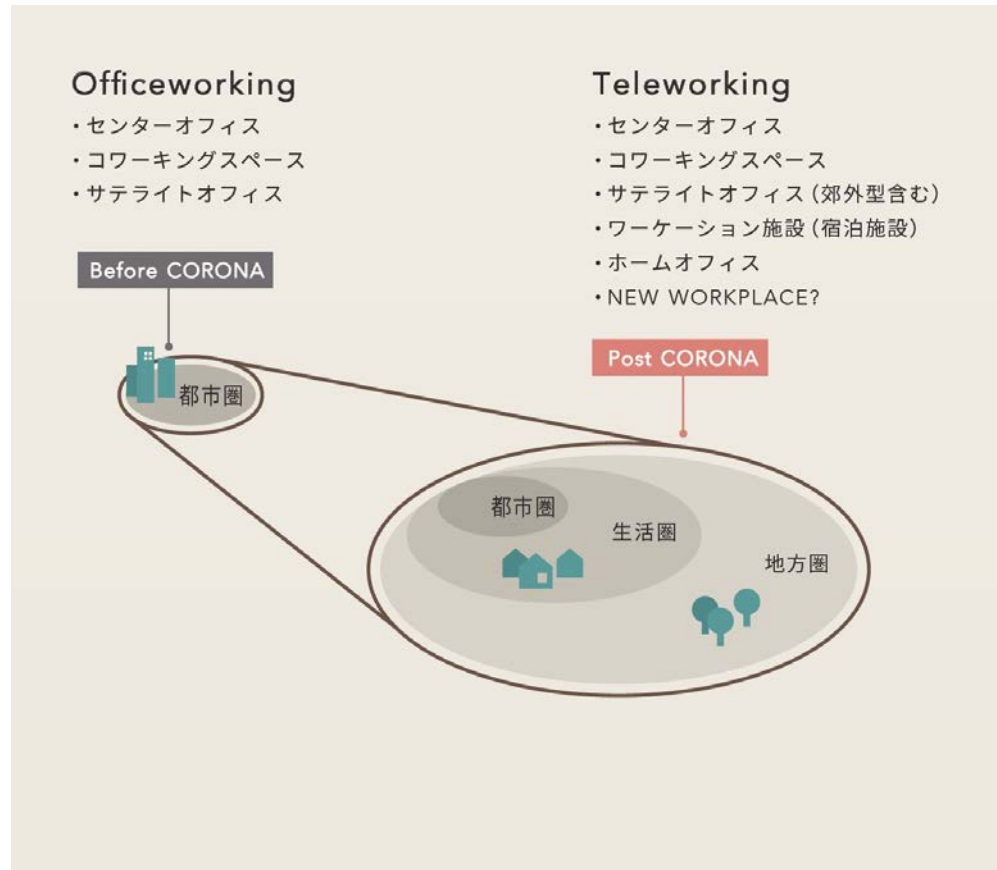 Officeworking
・センターオフィス
・コワーキングスペース
・サテライトオフィス
Before CORONA
都市圏
Teleworking
・センターオフィス
・コワーキングスペース
・サテライトオフィス(郊外型含む)
・ワーケーション施設(宿泊施設)
・ホームオフィス
・NEW WORKPLACE?
Post CORONA
都市圏
生活圏
地方圏